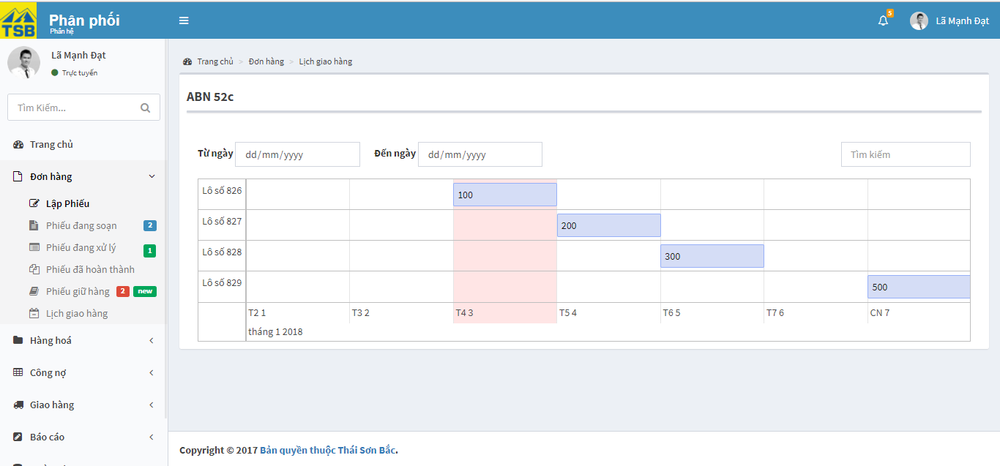 TSB
Phân phối
Phân hệ
5
Lã Mạnh Đạt
Lã Mạnh Đạt
Trực tuyến
Tìm Kiếm...
Trang chủ
Đơn hàng
Lập Phiếu
Phiếu đang soạn 2
Phiếu đang xử lý 1
Phiếu đã hoàn thành
Phiếu giữ hàng 2 new
Lịch giao hàng
Hàng hoá
Công nợ
Giao hàng
Báo cáo
Trang chủ > Đơn hàng > Lịch giao hàng
ABN 52c
Từ ngày dd/mm/yyyy Đến ngày dd/mm/yyyy Tìm kiếm
Lô số 826 100
Lô số 827 200
Lô số 828 300
Lô số 829 500
T2 1 T3 2 T4 3 T5 4 T6 5 T7 6 CN 7
tháng 1 2018
Copyright © 2017 Bản quyền thuộc Thái Sơn Bắc.